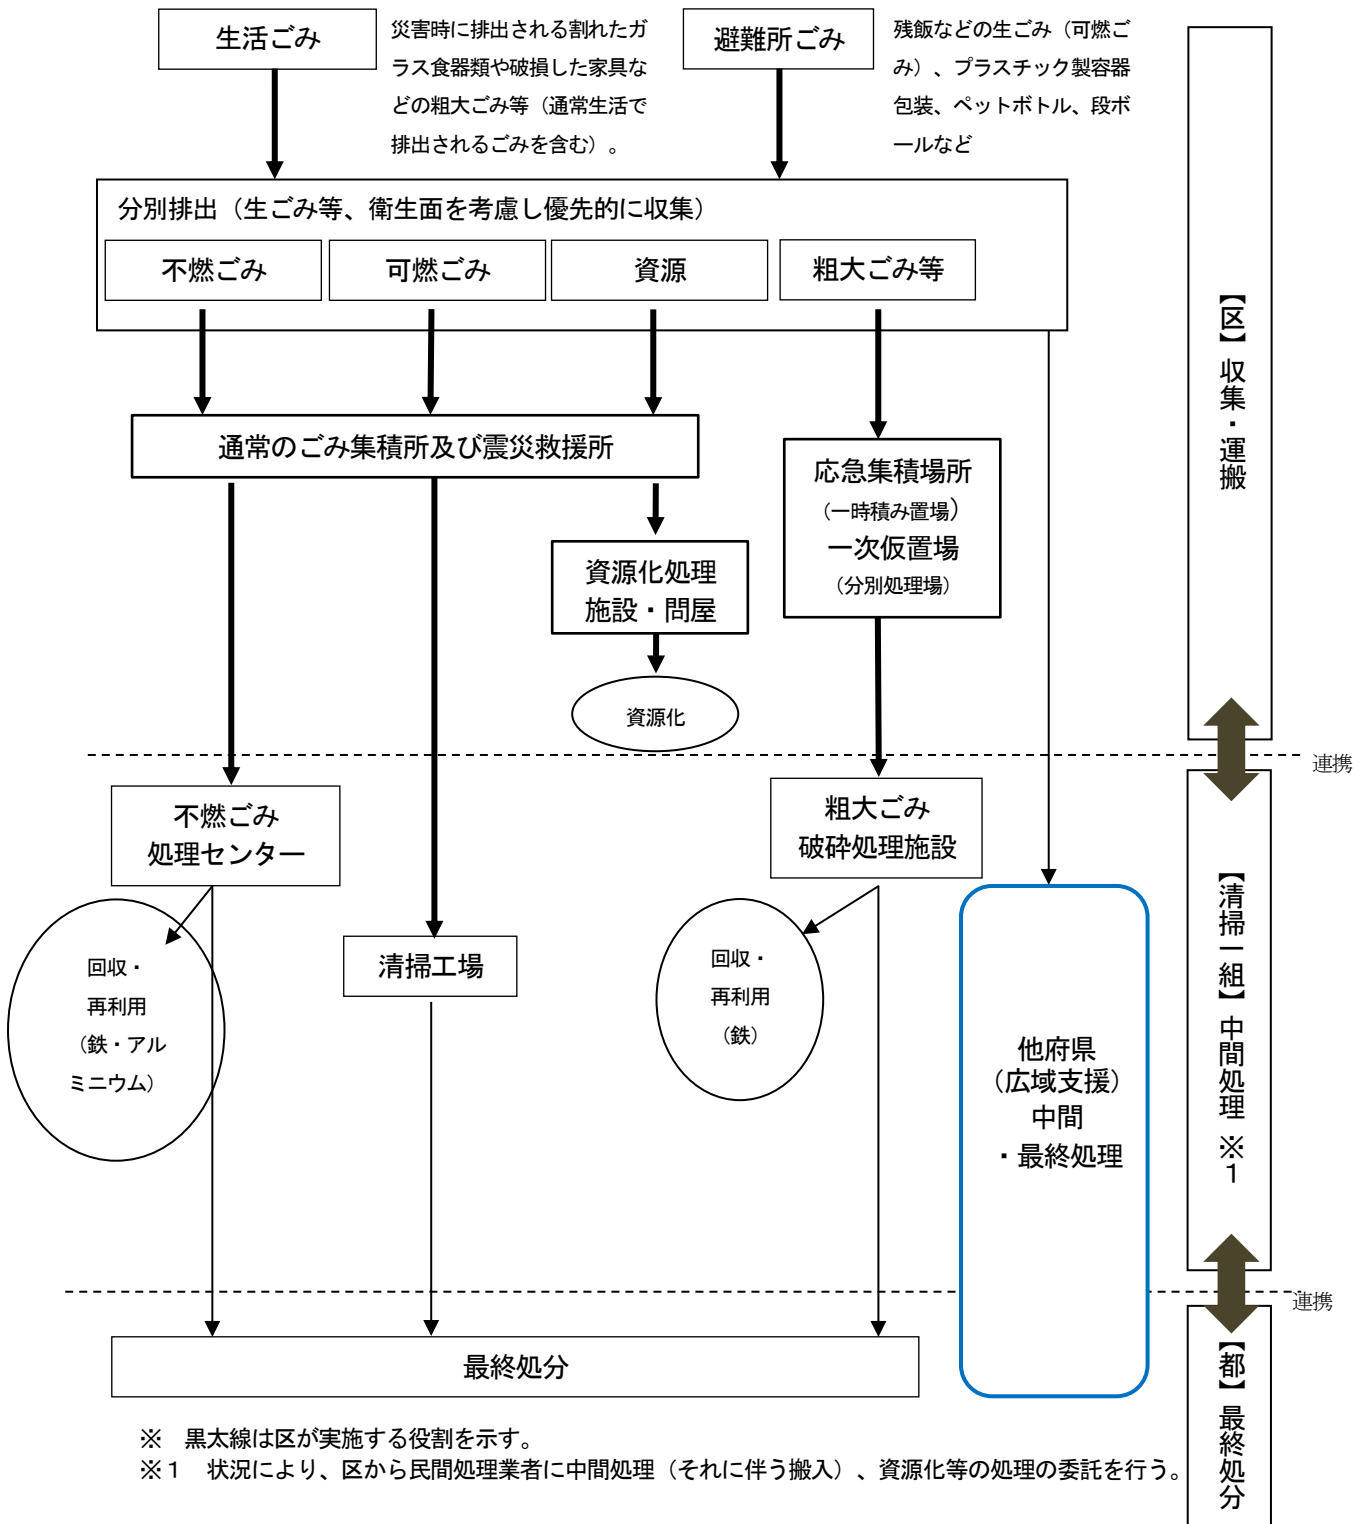 生活ごみ
災害時に排出される割れたガ
ラス食器類や破損した家具な
どの粗大ごみ等（通常生活で
排出されるごみを含む）。
避難所ごみ
残飯などの生ごみ（可燃ご
み）、プラスチック製容器
包装、ペットボトル、段ボ
ールなど
分別排出（生ごみ等、衛生面を考慮し優先的に収集）
不燃ごみ
可燃ごみ
資源
粗大ごみ等
通常のごみ集積所及び震災救援所
応急集積場所
（一時積み置場）
一次仮置場
（分別処理場）
資源化処理
施設・問屋
資源化
【区】収集・運搬
連携
不燃ごみ
処理センター
粗大ごみ
破砕処理施設
回収・
再利用
（鉄・アル
ミニウム）
清掃工場
回収・
再利用
（鉄）
他府県
（広域支援）
中間
・最終処理
【清掃一組】中間処理 ※１
連携
最終処分
【都】最終処分
※　黒太線は区が実施する役割を示す。
※１　状況により、区から民間処理業者に中間処理（それに伴う搬入）、資源化等の処理の委託を行う。